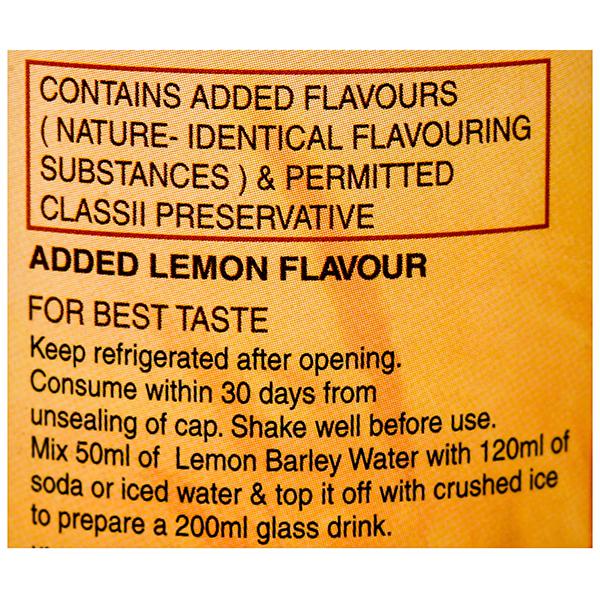 CONTAINS ADDED FLAVOURS
( NATURE- IDENTICAL FLAVOURING
SUBSTANCES ) & PERMITTED
CLASSII PRESERVATIVE
ADDED LEMON FLAVOUR
FOR BEST TASTE
Keep refrigerated after opening.
Consume within 30 days from
unsealing of cap. Shake well before use.
Mix 50ml of Lemon Barley Water with 120ml of
soda or iced water & top it off with crushed ice
to prepare a 200ml glass drink.